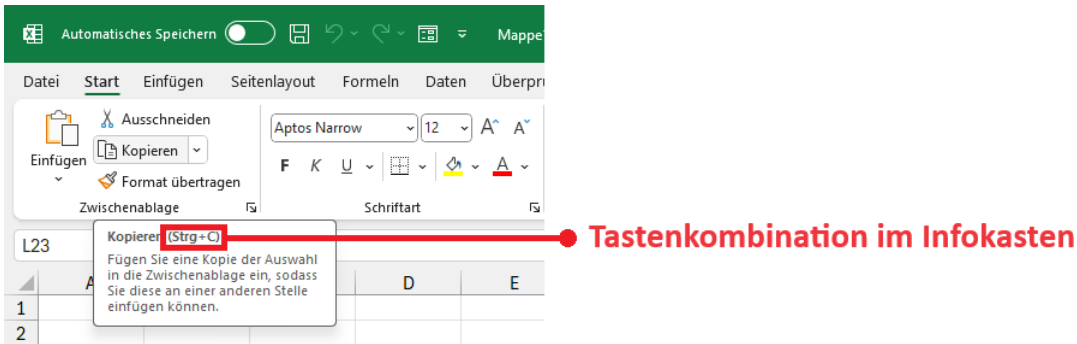 Automatisches Speichern Mappe
Datei Start Einfügen Seitenlayout Formeln Daten Überpr
Ausschneiden
Kopieren
Einfügen
Format übertragen
Zwischenablage
Aptos Narrow 12 A A
F K U A
Schriftart
L23
Kopieren (Strg+C)
Fügen Sie eine Kopie der Auswahl
in die Zwischenablage ein, sodass
Sie diese an einer anderen Stelle
einfügen können.
Tastenkombination im Infokasten
A D E
1
2